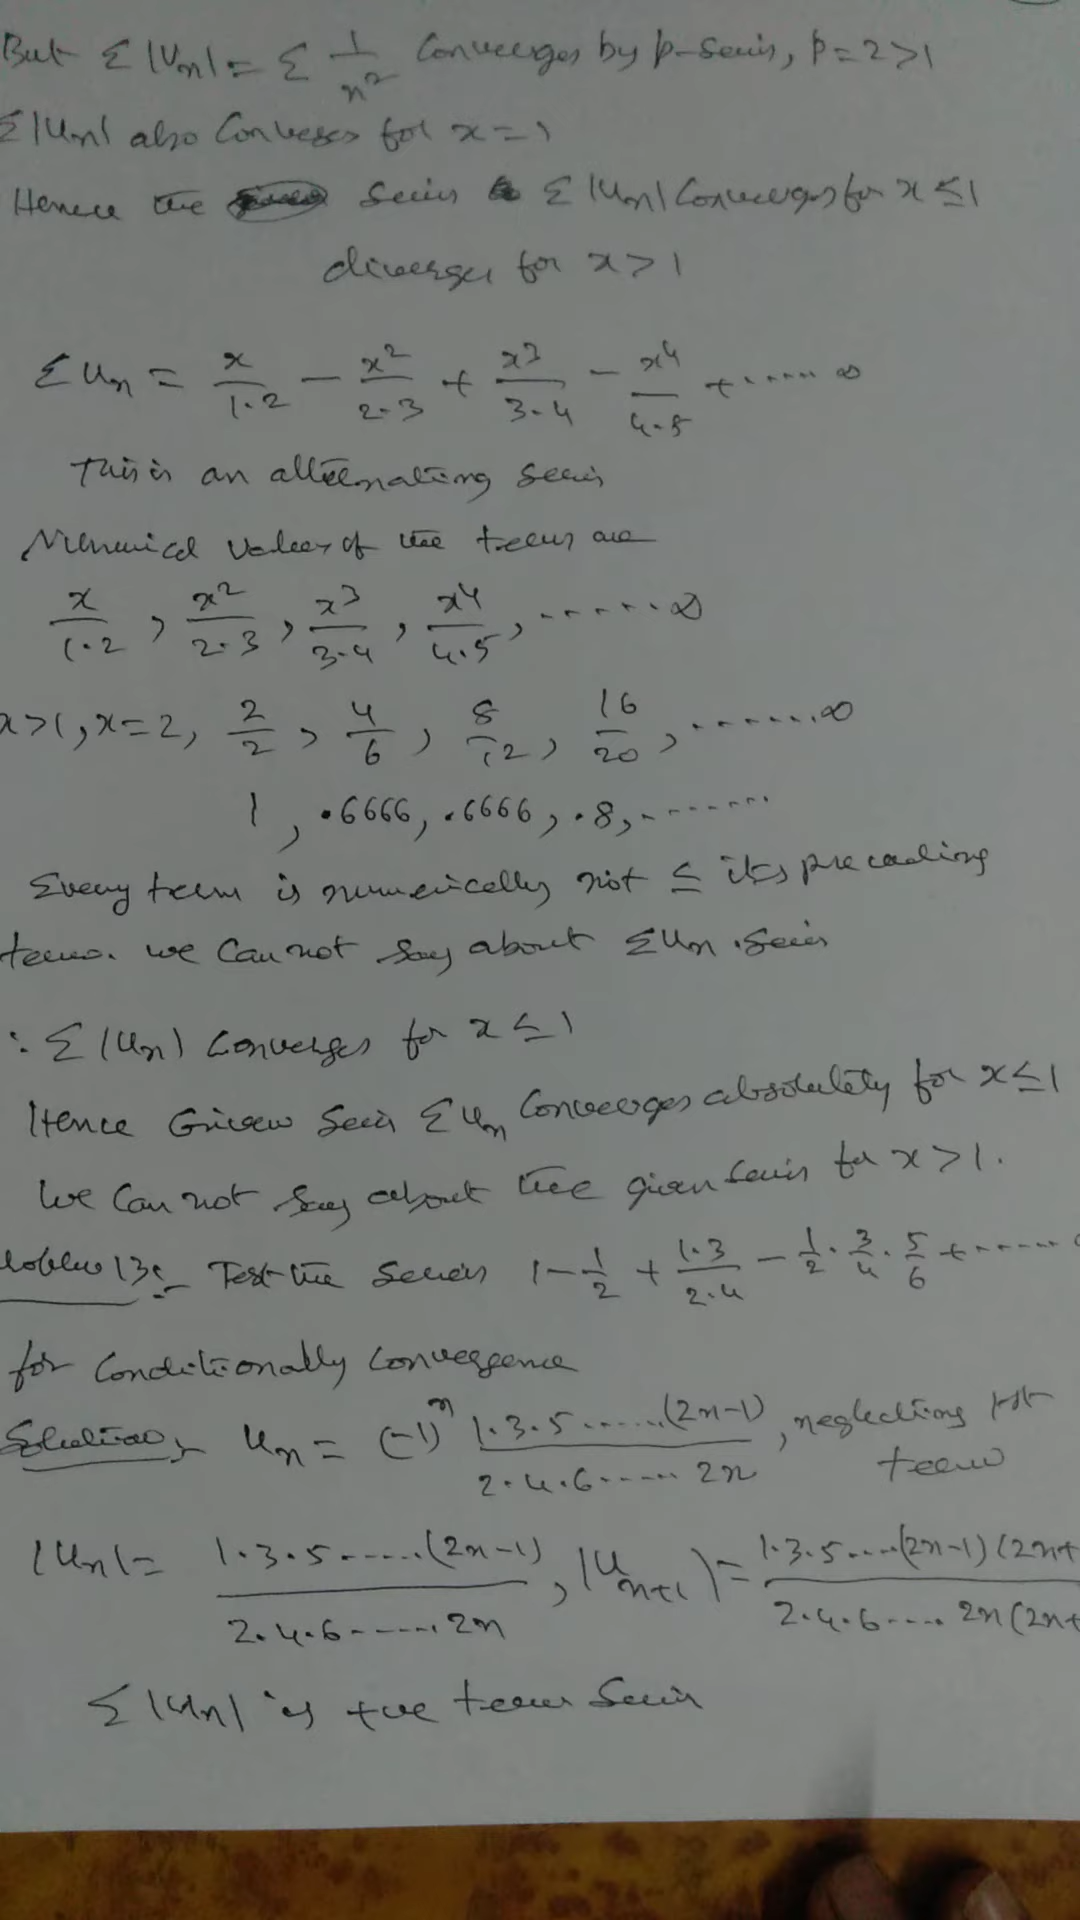 But Σ|Vn| = Σ 1/n² Converges by p-series, p=2>1
Σ|Un| also Converges for x=1
Hence the series Σ|Un| Converges for x≤1
diverges for x>1
ΣUn = x/1·2 − x²/2·3 + x³/3·4 − x⁴/4·5 + ...... ∞
This is an alternating series
Numerical values of the terms are
x/1·2, x²/2·3, x³/3·4, x⁴/4·5, ...... ∞
x>1, x=2, 2/2, 4/6, 8/12, 16/20, ....... ∞
1, .6666, .6666, .8, .......
Every term is numerically not ≤ its preceding
term. we can not say about ΣUn series
∴ Σ|Un| Converges for x≤1
Hence Given series ΣUn Converges absolutely for x≤1
We can not say about the given series for x>1.
Problem 13:- Test the series 1 − 1/2 + 1·3/2·4 − 1/2·3/4·5/6 + ......
for Conditionally Convergence
Solution, Un = (−1)ⁿ 1·3·5......(2n−1)/2·4·6......2n, neglecting 1st
term
|Un| = 1·3·5......(2n−1)/2·4·6......2n, |Un+1| = 1·3·5....(2n−1)(2n+/2·4·6.... 2n(2n+
Σ|Un| is +ve term series